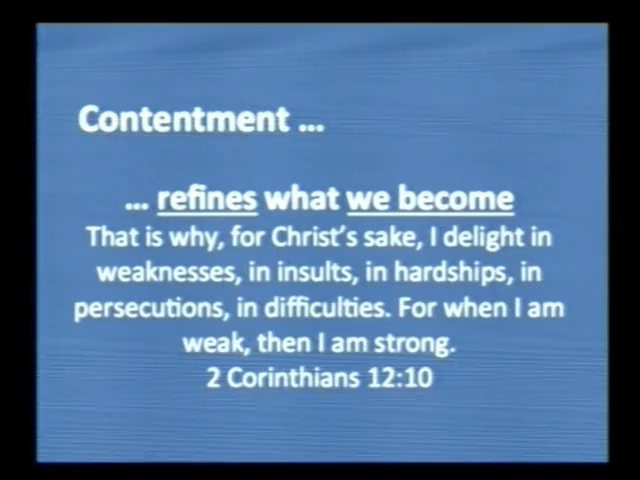 Contentment ...
... refines what we become
That is why, for Christ's sake, I delight in
weaknesses, in insults, in hardships, in
persecutions, in difficulties. For when I am
weak, then I am strong.
2 Corinthians 12:10